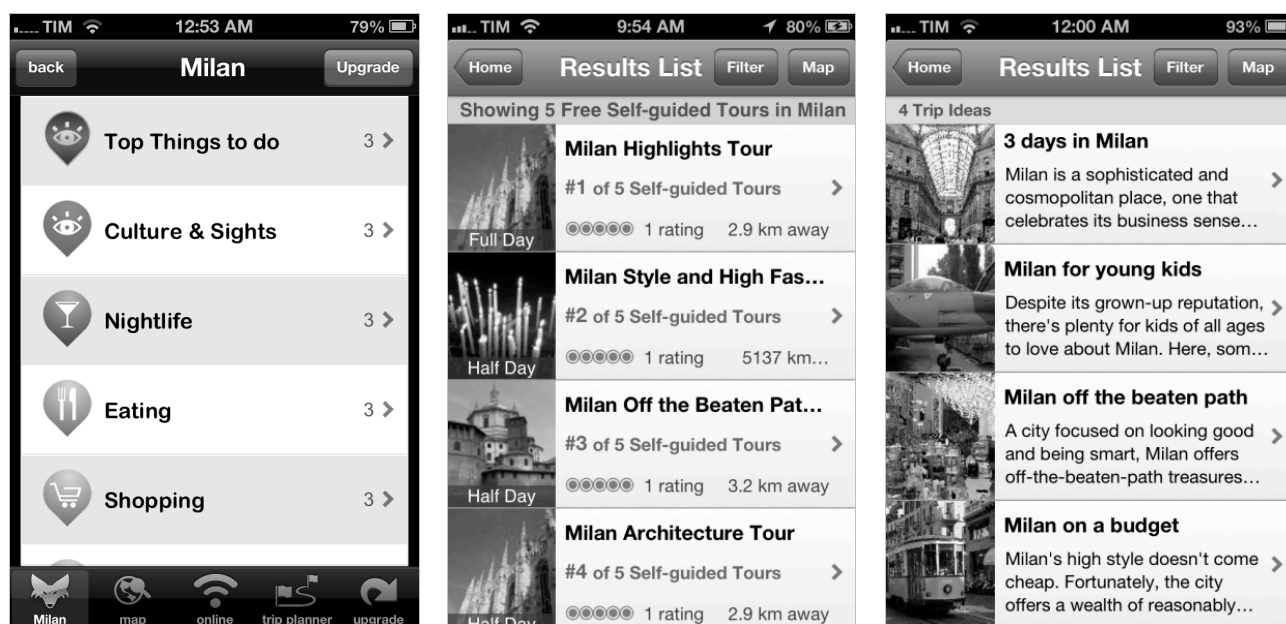 TIM 12:53 AM 79%
back Milan Upgrade
Top Things to do 3
Culture & Sights 3
Nightlife 3
Eating 3
Shopping 3
Milan map online trip planner upgrade
TIM 9:54 AM 80%
Home Results List Filter Map
Showing 5 Free Self-guided Tours in Milan
Milan Highlights Tour
#1 of 5 Self-guided Tours
Full Day 1 rating 2.9 km away
Milan Style and High Fas...
#2 of 5 Self-guided Tours
Half Day 1 rating 5137 km...
Milan Off the Beaten Pat...
#3 of 5 Self-guided Tours
Half Day 1 rating 3.2 km away
Milan Architecture Tour
#4 of 5 Self-guided Tours
Half Day 1 rating 2.9 km away
TIM 12:00 AM 93%
Home Results List Filter Map
4 Trip Ideas
3 days in Milan
Milan is a sophisticated and
cosmopolitan place, one that
celebrates its business sense...
Milan for young kids
Despite its grown-up reputation,
there's plenty for kids of all ages
to love about Milan. Here, som...
Milan off the beaten path
A city focused on looking good
and being smart, Milan offers
off-the-beaten-path treasures...
Milan on a budget
Milan's high style doesn't come
cheap. Fortunately, the city
offers a wealth of reasonably...